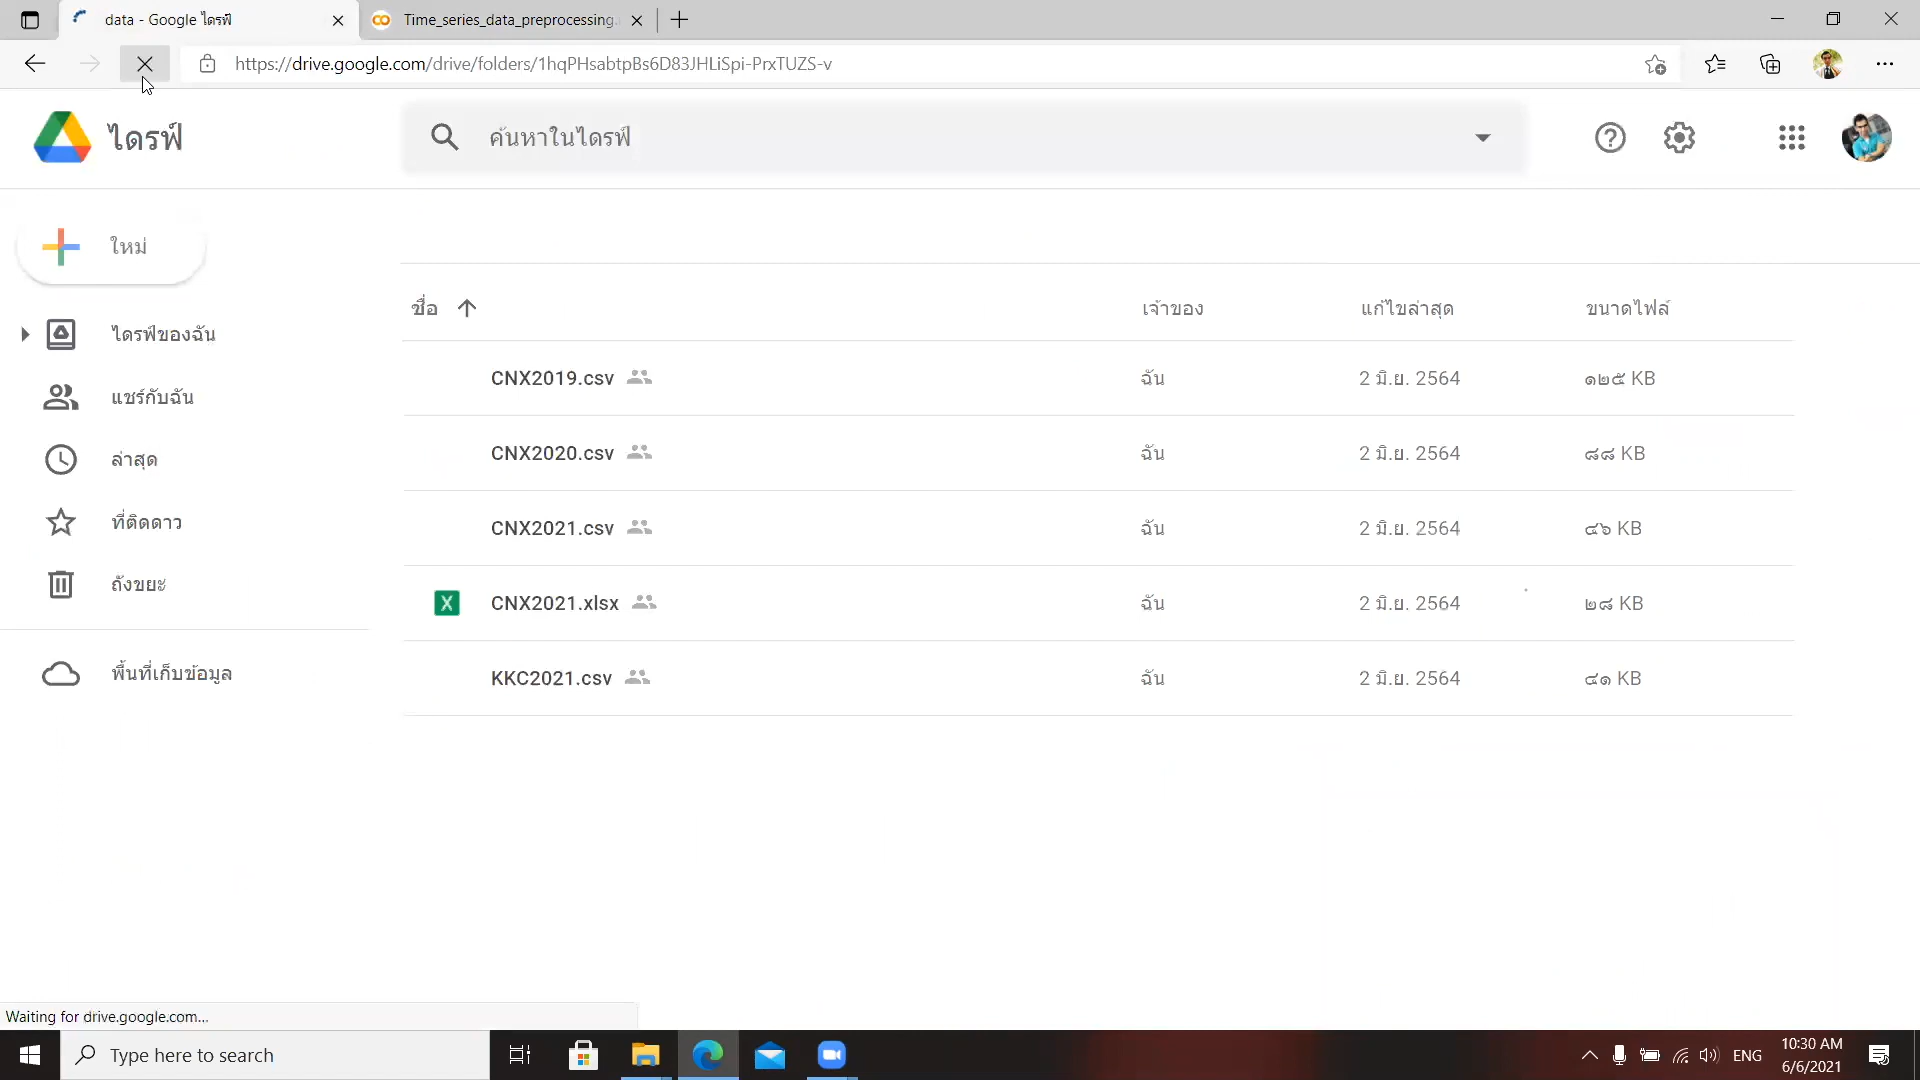 data - Google ไดรฟ์
Time_series_data_preprocessing.
https://drive.google.com/drive/folders/1hqPHsabtpBs6D83JHLiSpi-PrxTUZS-v
ไดรฟ์
ค้นหาในไดรฟ์
ใหม่
ชื่อ เจ้าของ แก้ไขล่าสุด ขนาดไฟล์
ไดรฟ์ของฉัน
CNX2019.csv ฉัน 2 มิ.ย. 2564 ๑๒๕ KB
แชร์กับฉัน
CNX2020.csv ฉัน 2 มิ.ย. 2564 ๘๘ KB
ล่าสุด
ที่ติดดาว
CNX2021.csv ฉัน 2 มิ.ย. 2564 ๔๖ KB
ถังขยะ
CNX2021.xlsx ฉัน 2 มิ.ย. 2564 ๒๘ KB
พื้นที่เก็บข้อมูล
KKC2021.csv ฉัน 2 มิ.ย. 2564 ๔๑ KB
Waiting for drive.google.com...
Type here to search
ENG
10:30 AM
6/6/2021